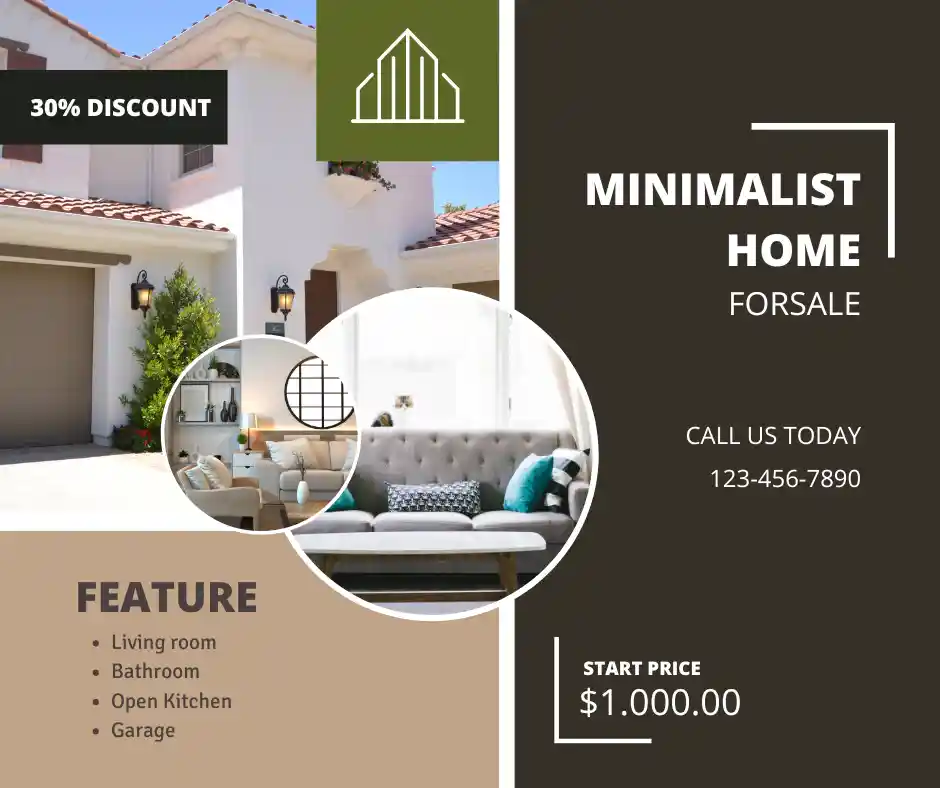 30% DISCOUNT
MINIMALIST
HOME
FORSALE
CALL US TODAY
123-456-7890
FEATURE
• Living room
• Bathroom
• Open Kitchen
• Garage
START PRICE
$1.000.00